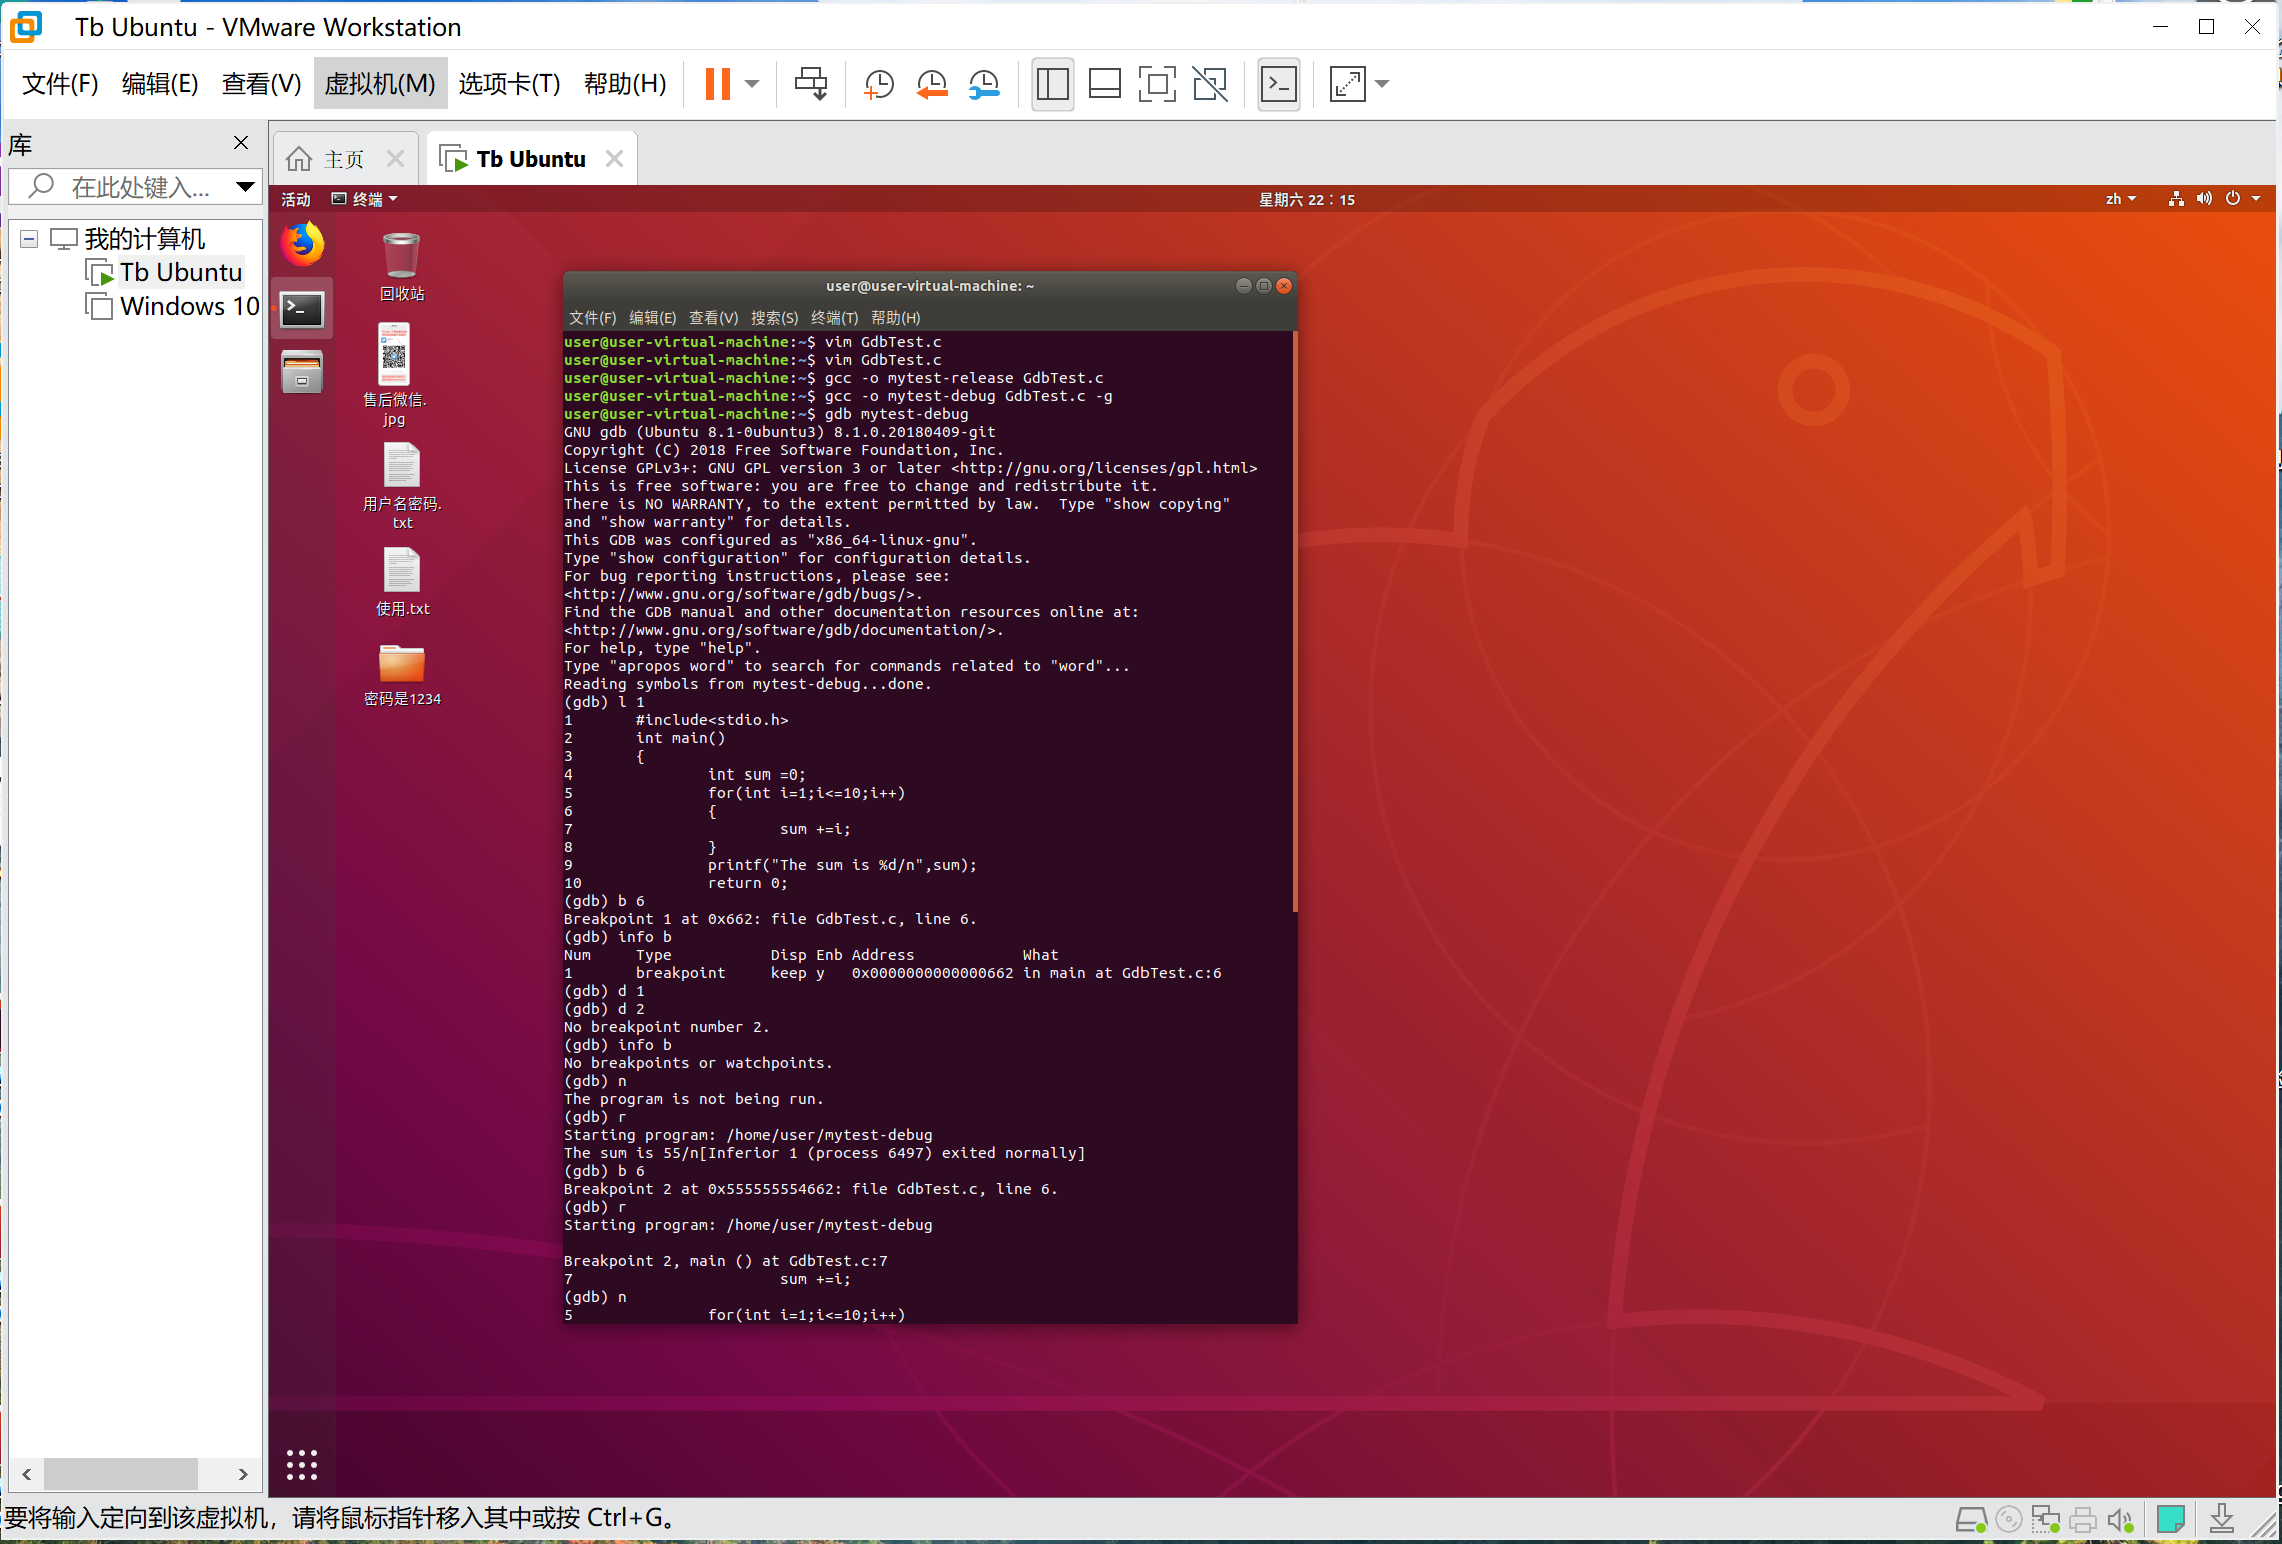 Tb Ubuntu - VMware Workstation
文件(F) 编辑(E) 查看(V) 虚拟机(M) 选项卡(T) 帮助(H)
库
在此处键入...
我的计算机
Tb Ubuntu
Windows 10
主页
Tb Ubuntu
活动 终端 星期六 22：15 zh
回收站
售后微信.
jpg
用户名密码.
txt
使用.txt
密码是1234
user@user-virtual-machine: ~
文件(F) 编辑(E) 查看(V) 搜索(S) 终端(T) 帮助(H)
user@user-virtual-machine:~$ vim GdbTest.c
user@user-virtual-machine:~$ vim GdbTest.c
user@user-virtual-machine:~$ gcc -o mytest-release GdbTest.c
user@user-virtual-machine:~$ gcc -o mytest-debug GdbTest.c -g
user@user-virtual-machine:~$ gdb mytest-debug
GNU gdb (Ubuntu 8.1-0ubuntu3) 8.1.0.20180409-git
Copyright (C) 2018 Free Software Foundation, Inc.
License GPLv3+: GNU GPL version 3 or later <http://gnu.org/licenses/gpl.html>
This is free software: you are free to change and redistribute it.
There is NO WARRANTY, to the extent permitted by law.  Type "show copying"
and "show warranty" for details.
This GDB was configured as "x86_64-linux-gnu".
Type "show configuration" for configuration details.
For bug reporting instructions, please see:
<http://www.gnu.org/software/gdb/bugs/>.
Find the GDB manual and other documentation resources online at:
<http://www.gnu.org/software/gdb/documentation/>.
For help, type "help".
Type "apropos word" to search for commands related to "word"...
Reading symbols from mytest-debug...done.
(gdb) l 1
1       #include<stdio.h>
2       int main()
3       {
4               int sum =0;
5               for(int i=1;i<=10;i++)
6               {
7                       sum +=i;
8               }
9               printf("The sum is %d/n",sum);
10              return 0;
(gdb) b 6
Breakpoint 1 at 0x662: file GdbTest.c, line 6.
(gdb) info b
Num     Type           Disp Enb Address            What
1       breakpoint     keep y   0x0000000000000662 in main at GdbTest.c:6
(gdb) d 1
(gdb) d 2
No breakpoint number 2.
(gdb) info b
No breakpoints or watchpoints.
(gdb) n
The program is not being run.
(gdb) r
Starting program: /home/user/mytest-debug
The sum is 55/n[Inferior 1 (process 6497) exited normally]
(gdb) b 6
Breakpoint 2 at 0x555555554662: file GdbTest.c, line 6.
(gdb) r
Starting program: /home/user/mytest-debug
Breakpoint 2, main () at GdbTest.c:7
7                       sum +=i;
(gdb) n
5               for(int i=1;i<=10;i++)
要将输入定向到该虚拟机，请将鼠标指针移入其中或按 Ctrl+G。